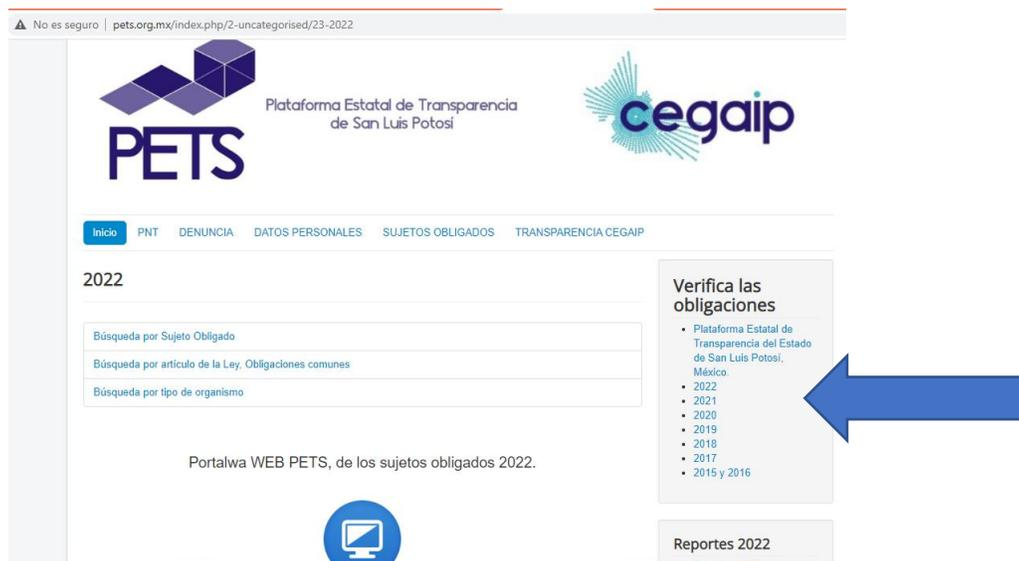 No es seguro | pets.org.mx/index.php/2-uncategorised/23-2022
PETS
Plataforma Estatal de Transparencia
de San Luis Potosí
cegaip
Inicio PNT DENUNCIA DATOS PERSONALES SUJETOS OBLIGADOS TRANSPARENCIA CEGAIP
2022
Búsqueda por Sujeto Obligado
Búsqueda por artículo de la Ley, Obligaciones comunes
Búsqueda por tipo de organismo
Portalwa WEB PETS, de los sujetos obligados 2022.
Verifica las
obligaciones
Plataforma Estatal de
Transparencia del Estado
de San Luis Potosí,
México.
2022
2021
2020
2019
2018
2017
2015 y 2016
Reportes 2022